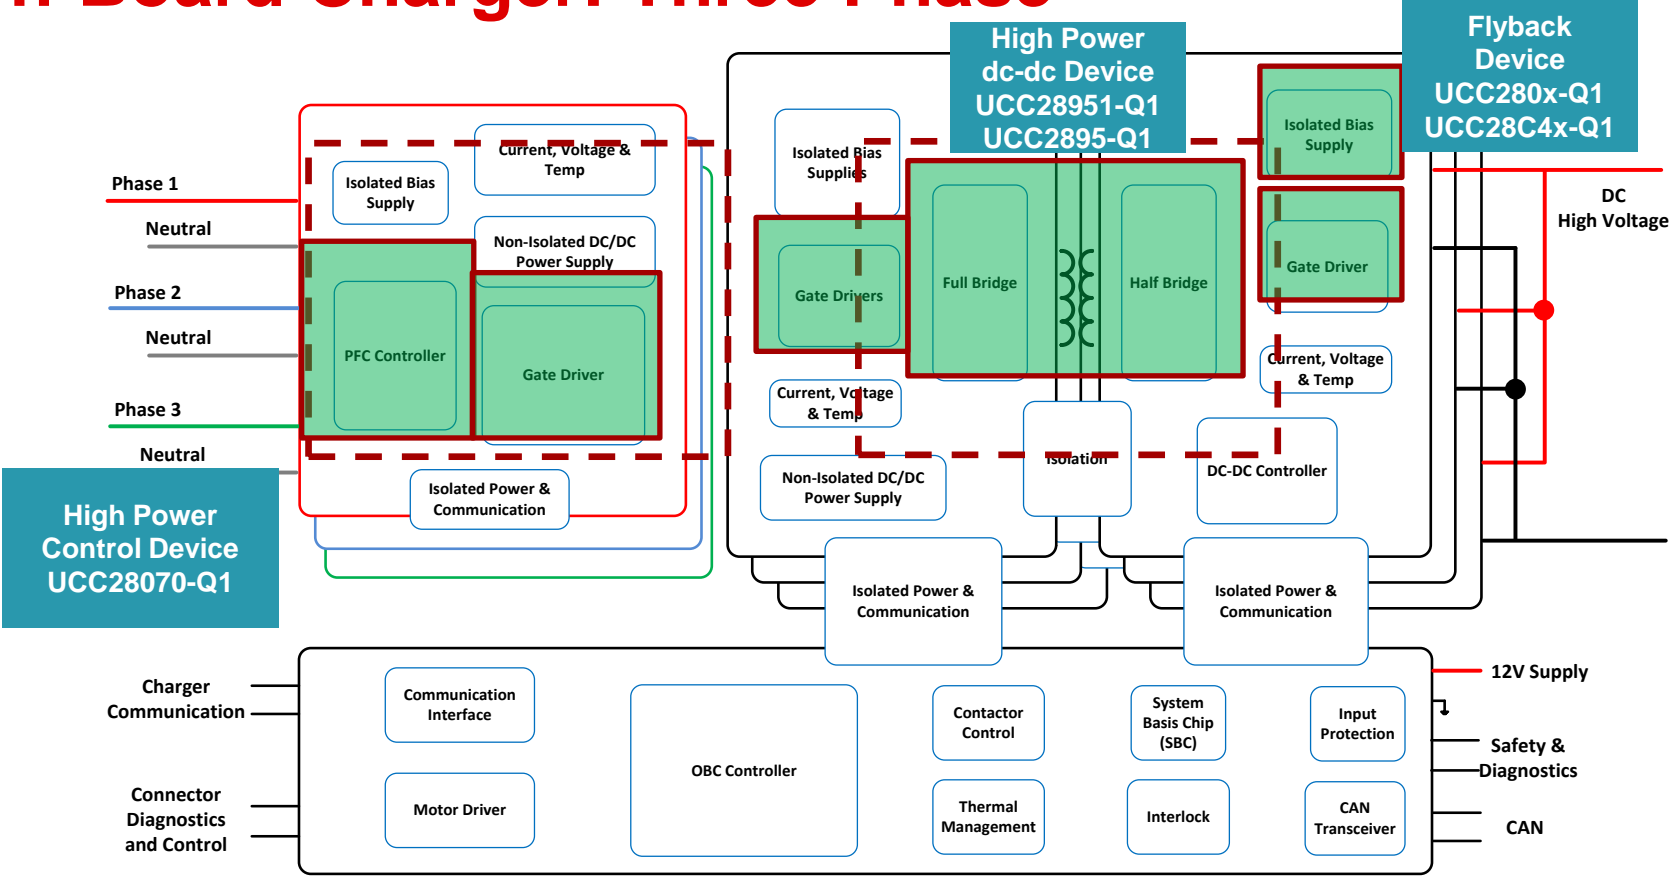 Board Charger: Three Phase
High Power
dc-dc Device
UCC28951-Q1
UCC2895-Q1
Flyback
Device
UCC280x-Q1
UCC28C4x-Q1
Phase 1
Neutral
Phase 2
Neutral
Phase 3
Neutral
High Power
Control Device
UCC28070-Q1
Current, Voltage &
Temp
Isolated Bias
Supply
Non-Isolated DC/DC
Power Supply
PFC Controller
Gate Driver
Isolated Power &
Communication
Isolated Bias
Supplies
Gate Drivers
Full Bridge
Half Bridge
Isolated Bias
Supply
Gate Driver
Current, Voltage
& Temp
Current, Voltage
& Temp
Isolation
DC-DC Controller
Non-Isolated DC/DC
Power Supply
Isolated Power &
Communication
Isolated Power &
Communication
DC
High Voltage
Charger
Communication
Connector
Diagnostics
and Control
Communication
Interface
Motor Driver
OBC Controller
Contactor
Control
Thermal
Management
System
Basis Chip
(SBC)
Interlock
Input
Protection
CAN
Transceiver
12V Supply
Safety &
Diagnostics
CAN